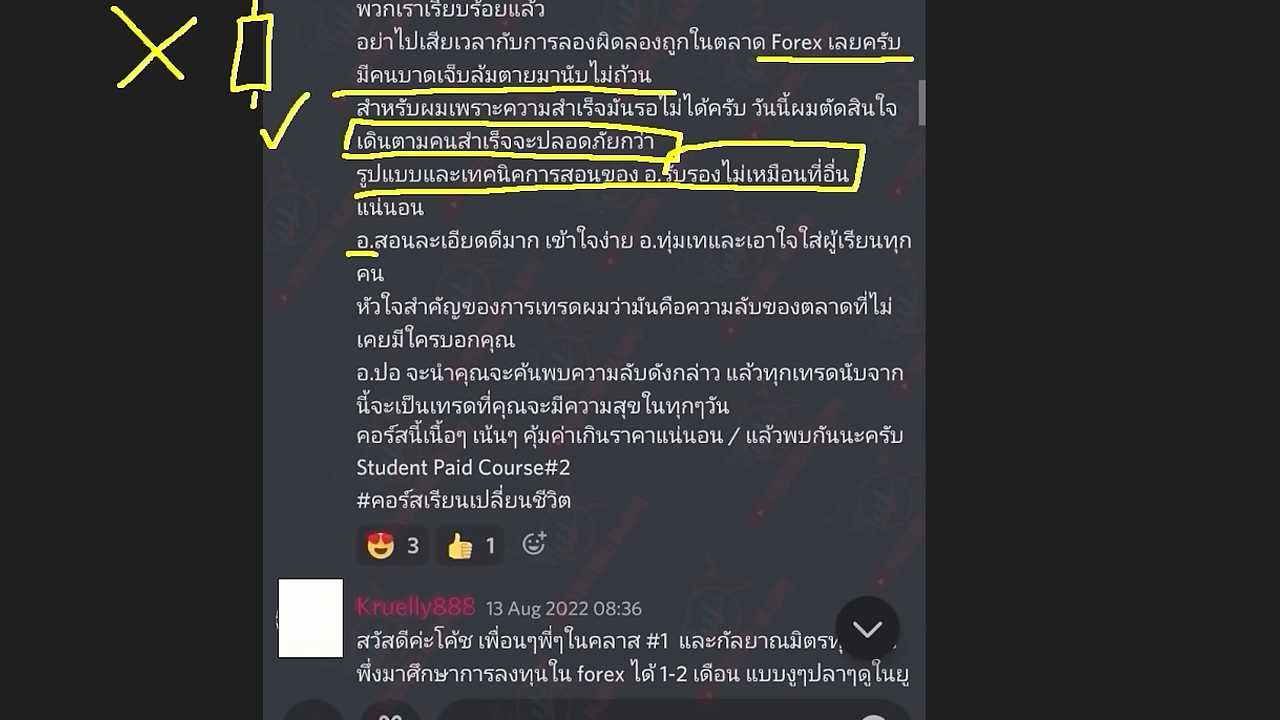 พวกเราเรียบร้อยแล้ว
อย่าไปเสียเวลากับการลองผิดลองถูกในตลาด Forex เลยครับ
มีคนบาดเจ็บล้มตายมานับไม่ถ้วน
สำหรับผมเพราะความสำเร็จมันรอไม่ได้ครับ วันนี้ผมตัดสินใจ
เดินตามคนสำเร็จจะปลอดภัยกว่า
รูปแบบและเทคนิคการสอนของ อ.รับรองไม่เหมือนที่อื่น
แน่นอน
อ.สอนละเอียดดีมาก เข้าใจง่าย อ.ทุ่มเทและเอาใจใส่ผู้เรียนทุก
คน
หัวใจสำคัญของการเทรดผมว่ามันคือความลับของตลาดที่ไม่
เคยมีใครบอกคุณ
อ.ปอ จะนำคุณจะค้นพบความลับดังกล่าว แล้วทุกเทรดนับจาก
นี้จะเป็นเทรดที่คุณจะมีความสุขในทุกๆวัน
คอร์สนี้เนื้อๆ เน้นๆ คุ้มค่าเกินราคาแน่นอน / แล้วพบกันนะครับ
Student Paid Course#2
#คอร์สเรียนเปลี่ยนชีวิต
3 1
Kruelly888 13 Aug 2022 08:36
สวัสดีค่ะโค้ช เพื่อนๆพี่ๆในคลาส #1 และกัลยาณมิตร
พึ่งมาศึกษาการลงทุนใน forex ได้ 1-2 เดือน แบบงูๆปลาๆดูในยู